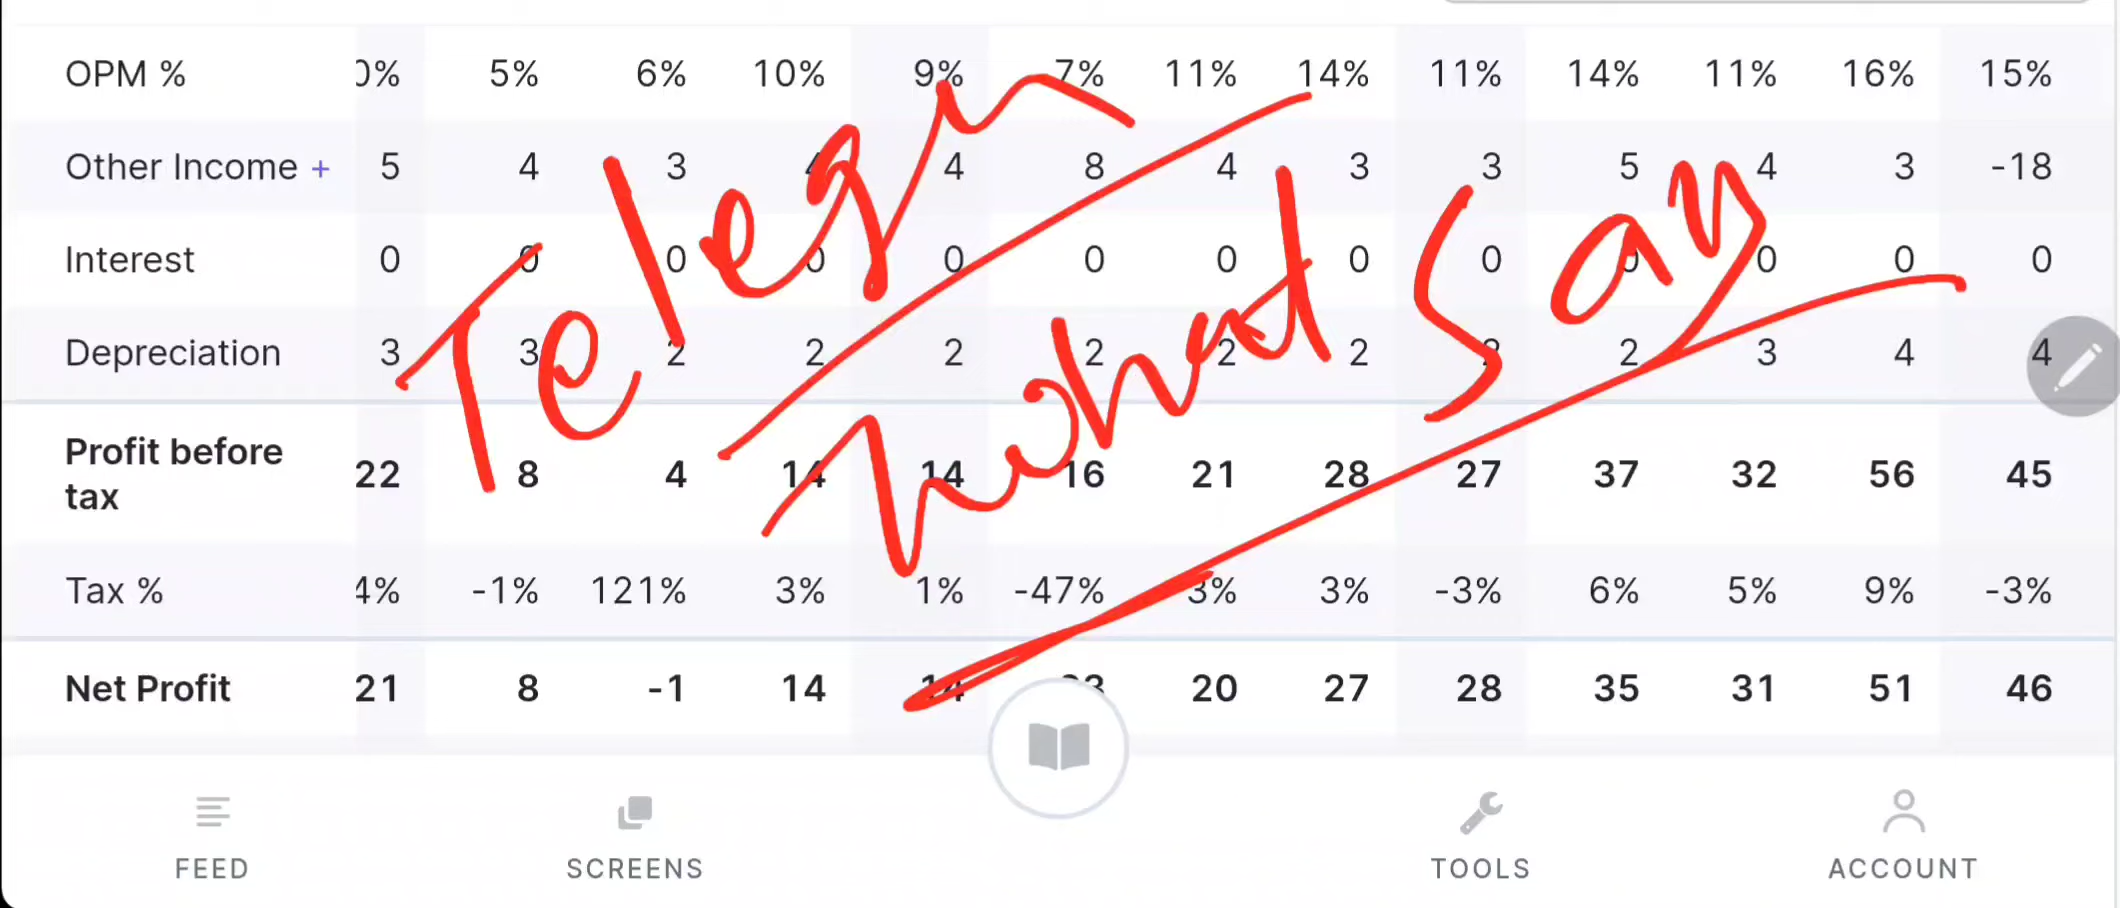 OPM % 0% 5% 6% 10% 9% 7% 11% 14% 11% 14% 11% 16% 15%
Other Income + 5 4 3 4 4 8 4 3 3 5 4 3 -18
Interest 0 0 0 0 0 0 0 0 0 0 0 0 0
Depreciation 3 3 2 2 2 2 2 2 2 2 3 4 4
Profit before tax 22 8 4 14 14 16 21 28 27 37 32 56 45
Tax % 4% -1% 121% 3% 1% -47% 3% 3% -3% 6% 5% 9% -3%
Net Profit 21 8 -1 14 14 23 20 27 28 35 31 51 46
Telegr
What Say
FEED SCREENS TOOLS ACCOUNT